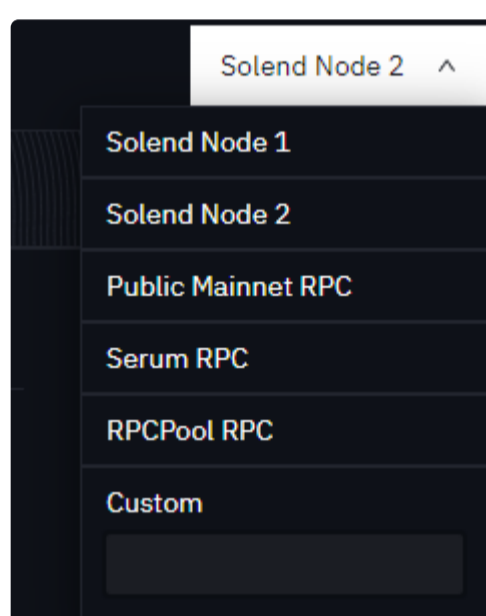 Solend Node 2
Solend Node 1
Solend Node 2
Public Mainnet RPC
Serum RPC
RPCPool RPC
Custom